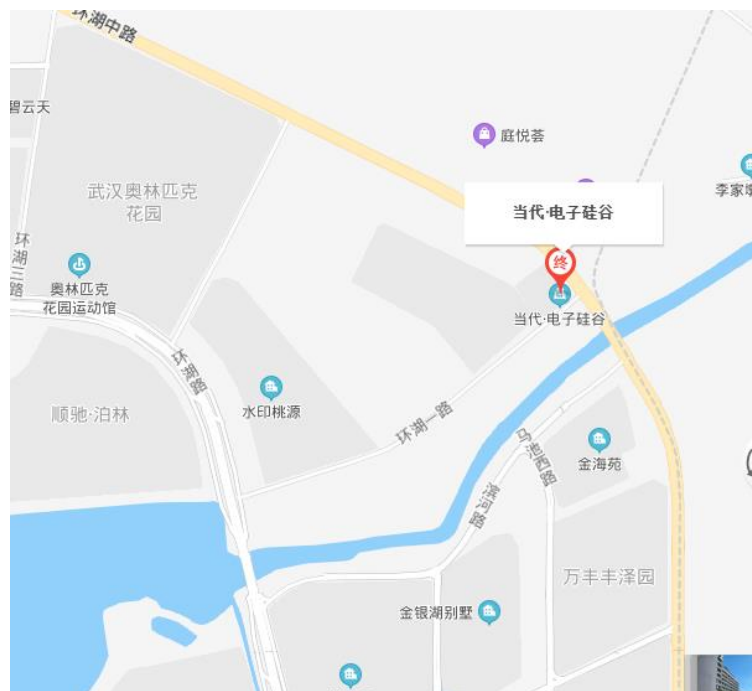 环湖中路
碧云天
庭悦荟
武汉奥林匹克
花园
李家墩
当代·电子硅谷
终
环湖三路
奥林匹克
花园运动馆
当代·电子硅谷
环湖路
顺驰·泊林
水印桃源
环湖一路
马池西路
金海苑
滨河路
万丰丰泽园
金银湖别墅